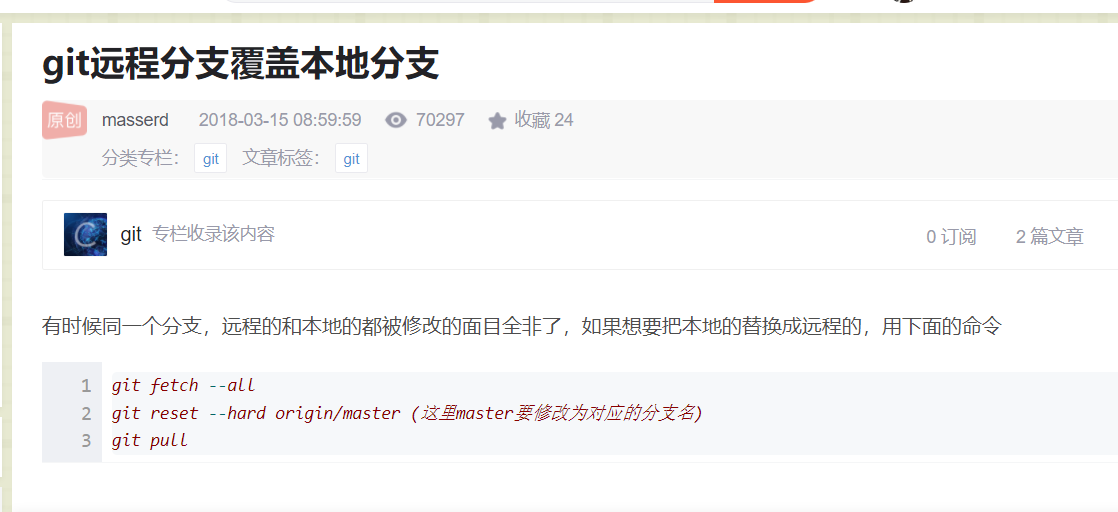 git远程分支覆盖本地分支
原创 masserd 2018-03-15 08:59:59 70297 收藏 24
分类专栏： git 文章标签： git
git 专栏收录该内容 0 订阅 2 篇文章
有时候同一个分支，远程的和本地的都被修改的面目全非了，如果想要把本地的替换成远程的，用下面的命令
1 git fetch --all
2 git reset --hard origin/master (这里master要修改为对应的分支名)
3 git pull